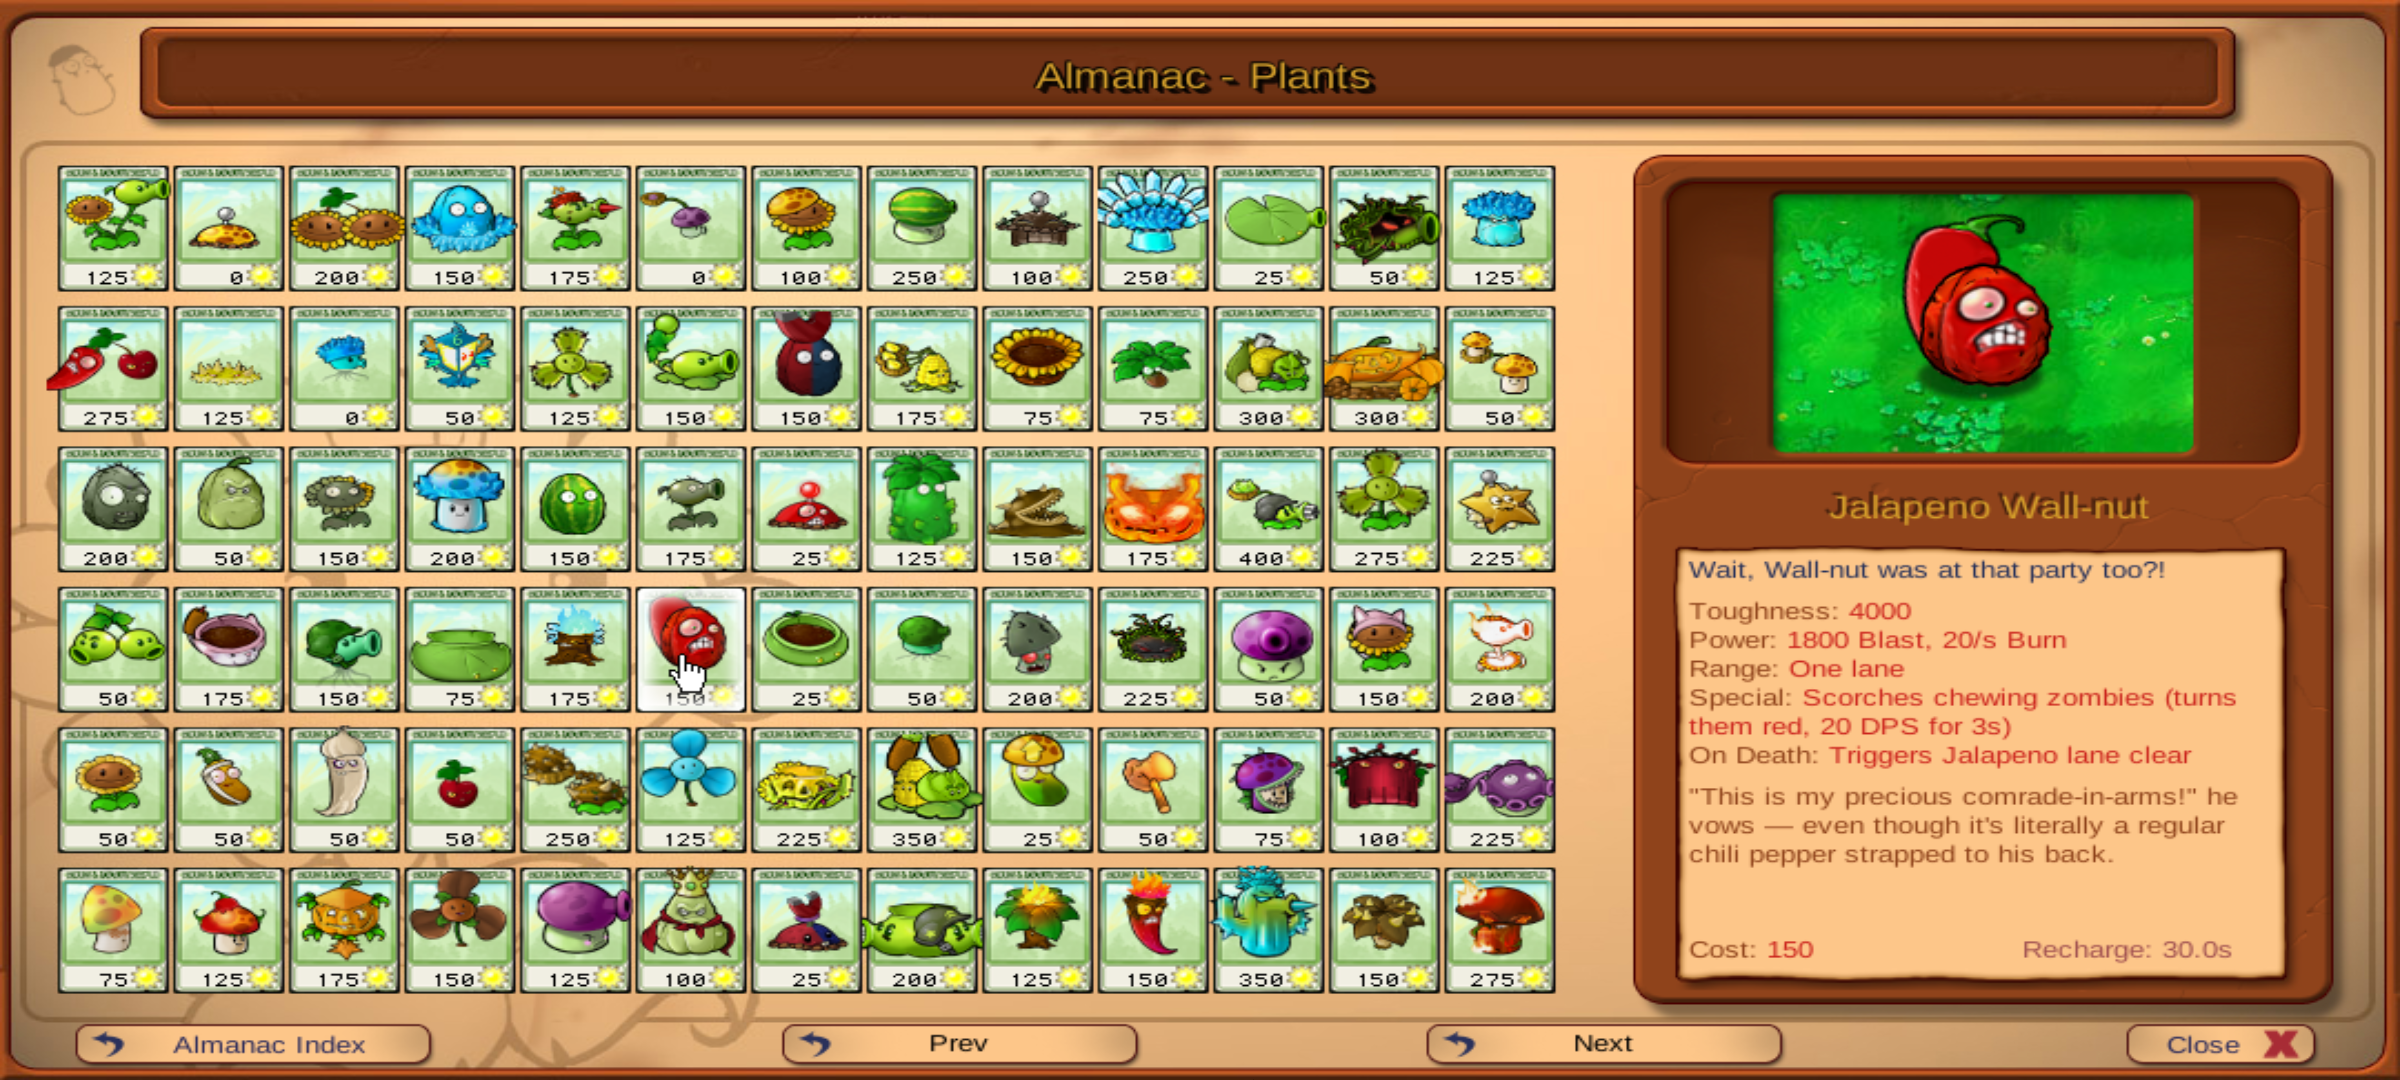 Almanac - Plants
125 0 200 150 175 0 100 250 100 250 25 50 125
275 125 0 50 125 150 150 175 75 75 300 300 50
200 50 150 200 150 175 25 125 150 175 400 275 225
50 175 150 75 175 150 25 50 200 225 50 150 200
50 50 50 50 250 125 225 350 25 50 75 100 225
75 125 175 150 125 100 25 200 125 150 350 150 275
Jalapeno Wall-nut
Wait, Wall-nut was at that party too?!
Toughness: 4000
Power: 1800 Blast, 20/s Burn
Range: One lane
Special: Scorches chewing zombies (turns
them red, 20 DPS for 3s)
On Death: Triggers Jalapeno lane clear
"This is my precious comrade-in-arms!" he
vows — even though it's literally a regular
chili pepper strapped to his back.
Cost: 150 Recharge: 30.0s
Almanac Index Prev Next Close